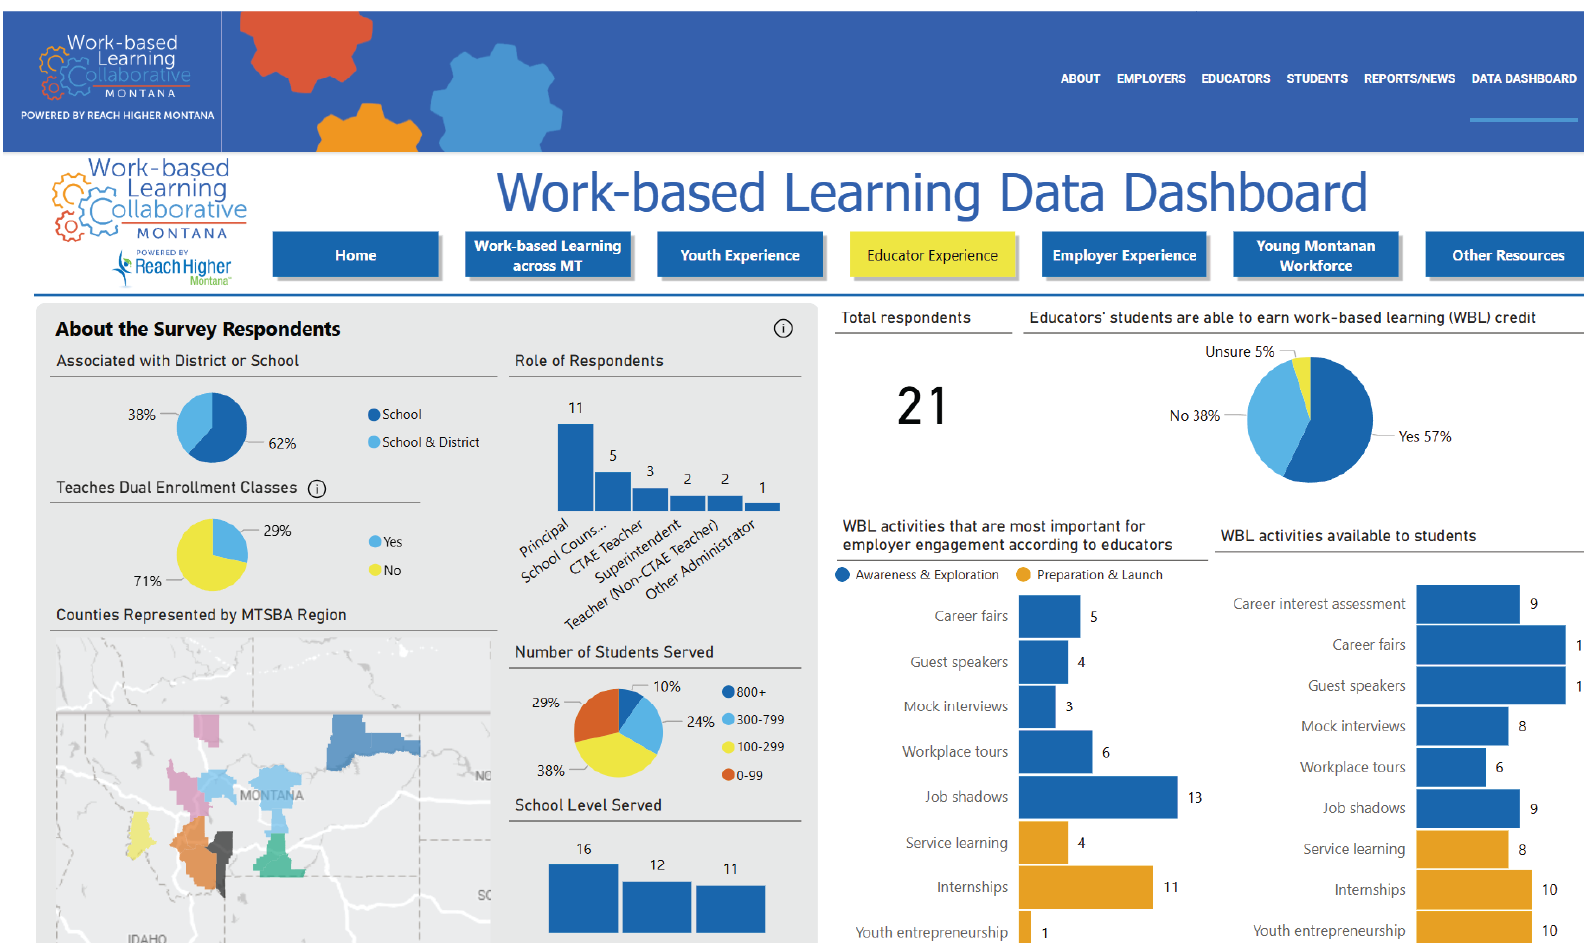 Work-based
Learning
Collaborative
MONTANA
POWERED BY REACH HIGHER MONTANA
ABOUT EMPLOYERS EDUCATORS STUDENTS REPORTS/NEWS DATA DASHBOARD
Work-based
Learning
Collaborative
MONTANA
POWERED BY
Reach Higher
Montana
Work-based Learning Data Dashboard
Home
Work-based Learning
across MT
Youth Experience
Educator Experience
Employer Experience
Young Montanan
Workforce
Other Resources
About the Survey Respondents
Associated with District or School
38%
62%
School
School & District
Teaches Dual Enrollment Classes
29%
71%
Yes
No
Counties Represented by MTSBA Region
MONTANA
NO
SO
IDAHO
Role of Respondents
11
5
3
2
2
1
Principal
School Couns...
CTAE Teacher
Superintendent
Teacher (Non-CTAE Teacher)
Other Administrator
Number of Students Served
10%
29%
24%
38%
800+
300-799
100-299
0-99
School Level Served
16
12
11
Total respondents
21
Educators' students are able to earn work-based learning (WBL) credit
Unsure 5%
No 38%
Yes 57%
WBL activities that are most important for
employer engagement according to educators
Awareness & Exploration Preparation & Launch
Career fairs 5
Guest speakers 4
Mock interviews 3
Workplace tours 6
Job shadows 13
Service learning 4
Internships 11
Youth entrepreneurship 1
WBL activities available to students
Career interest assessment 9
Career fairs 1
Guest speakers 1
Mock interviews 8
Workplace tours 6
Job shadows 9
Service learning 8
Internships 10
Youth entrepreneurship 10